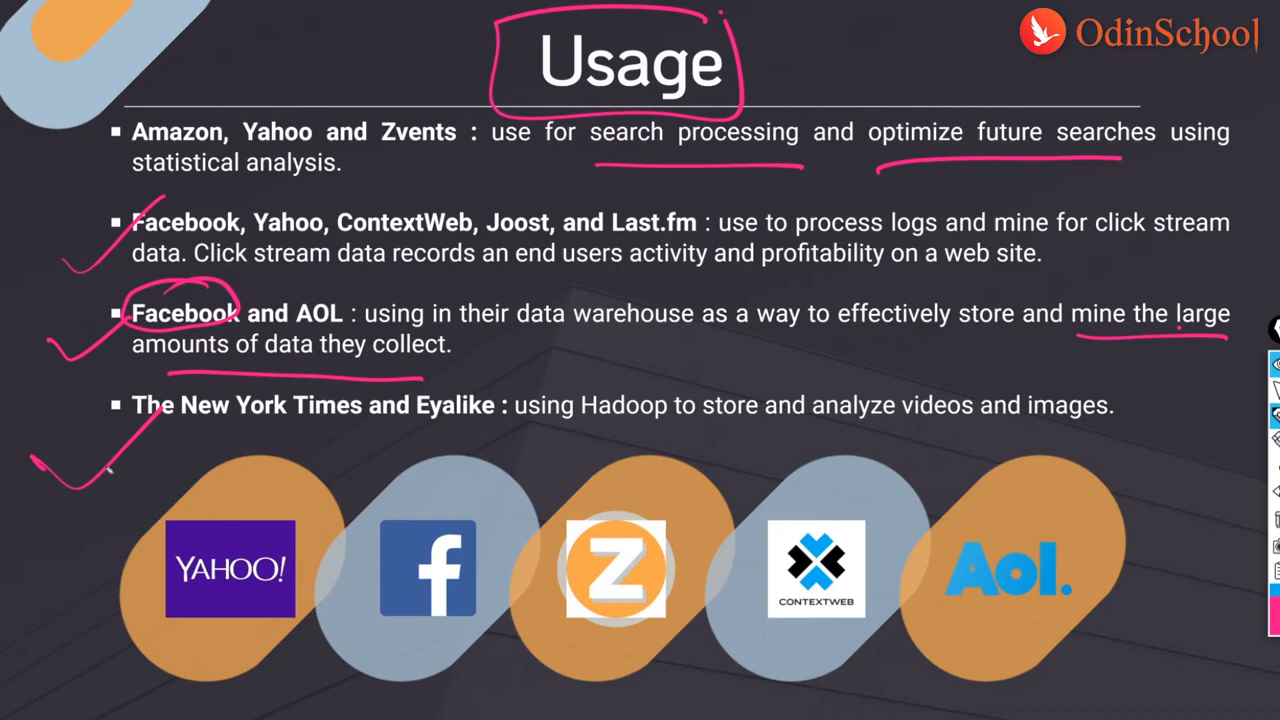 OdinSchool
Usage
▪ Amazon, Yahoo and Zvents : use for search processing and optimize future searches using
statistical analysis.
▪ Facebook, Yahoo, ContextWeb, Joost, and Last.fm : use to process logs and mine for click stream
data. Click stream data records an end users activity and profitability on a web site.
▪ Facebook and AOL : using in their data warehouse as a way to effectively store and mine the large
amounts of data they collect.
▪ The New York Times and Eyalike : using Hadoop to store and analyze videos and images.
YAHOO!
f
Z
CONTEXTWEB
Aol.